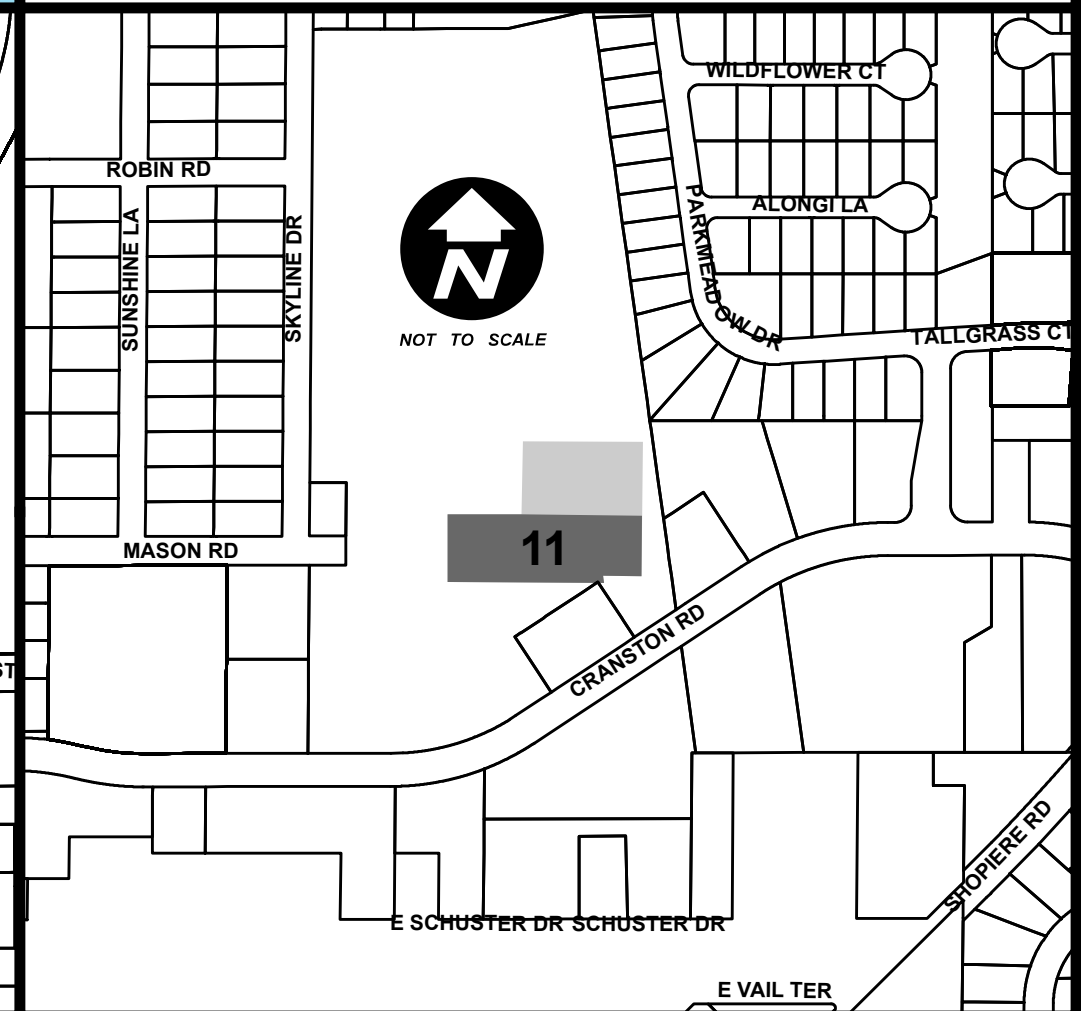 WILDFLOWER CT
ROBIN RD
ALONGI LA
PARKMEADOW DR
SUNSHINE LA
SKYLINE DR
N
NOT TO SCALE
TALLGRASS CT
11
MASON RD
CRANSTON RD
ST
SHOPIERE RD
E SCHUSTER DR SCHUSTER DR
E VAIL TER